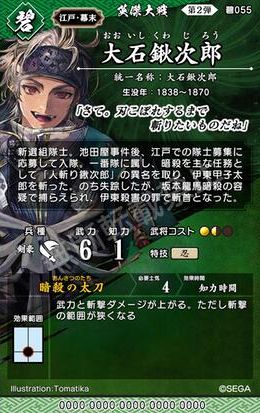 碧
江戸・幕末
英傑大戦
第2弾
碧055
おおいしくわじろう
大石鍬次郎
統一名称：大石鍬次郎
生没年：1838～1870
「さて。刃こぼれするまで
斬りたいものだね」
新選組隊士。池田屋事件後、江戸での隊士募集に
応募して入隊。一番隊に属し、暗殺を主な任務と
して「人斬り鍬次郎」の異名を取り、伊東甲子太
郎を斬った。のち失踪したが、坂本龍馬暗殺の容
疑で捕らえられ、伊東殺害の罪で斬首となった。
兵種 武力 知力 武将コスト
剣豪 6 1 特技 忍
あんさつのたち 必要士気 効果時間
暗殺の太刀 4 知力時間
効果範囲
武力と斬撃ダメージが上がる。ただし斬撃
の範囲が狭くなる
Illustration:Tomatika
©SEGA
0000-0000-0000-0000-0000